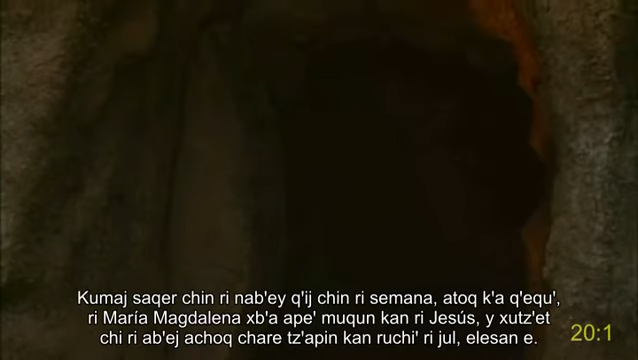 Kumaj saqer chin ri nab'ey q'ij chin ri semana, atoq k'a q'equ',
ri María Magdalena xb'a ape' muqun kan ri Jesús, y xutz'et
chi ri ab'ej achoq chare tz'apin kan ruchi' ri jul, elesan e.
20:1